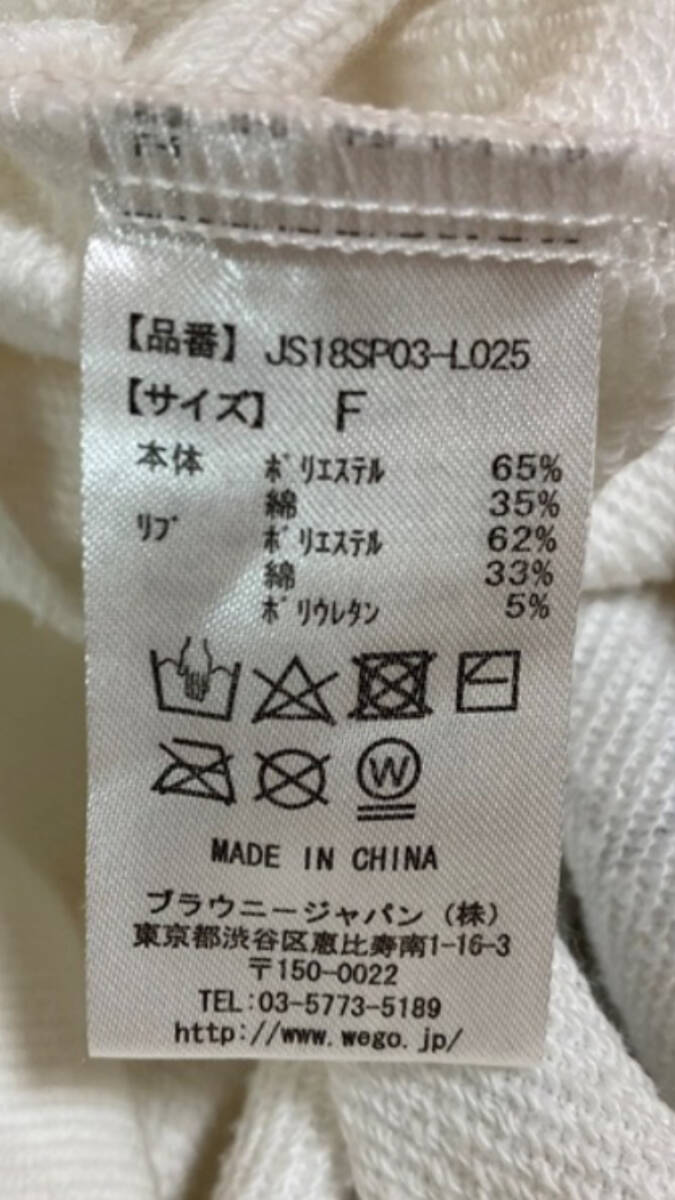 【品番】 JS18SP03-L025
【サイズ】 F
本体 ﾎﾟﾘｴｽﾃﾙ 65%
綿 35%
ﾘﾌﾞ ﾎﾟﾘｴｽﾃﾙ 62%
綿 33%
ﾎﾟﾘｳﾚﾀﾝ 5%
W
MADE IN CHINA
ブラウニージャパン（株）
東京都渋谷区恵比寿南1-16-3
〒150-0022
TEL:03-5773-5189
http://www.wego.jp/